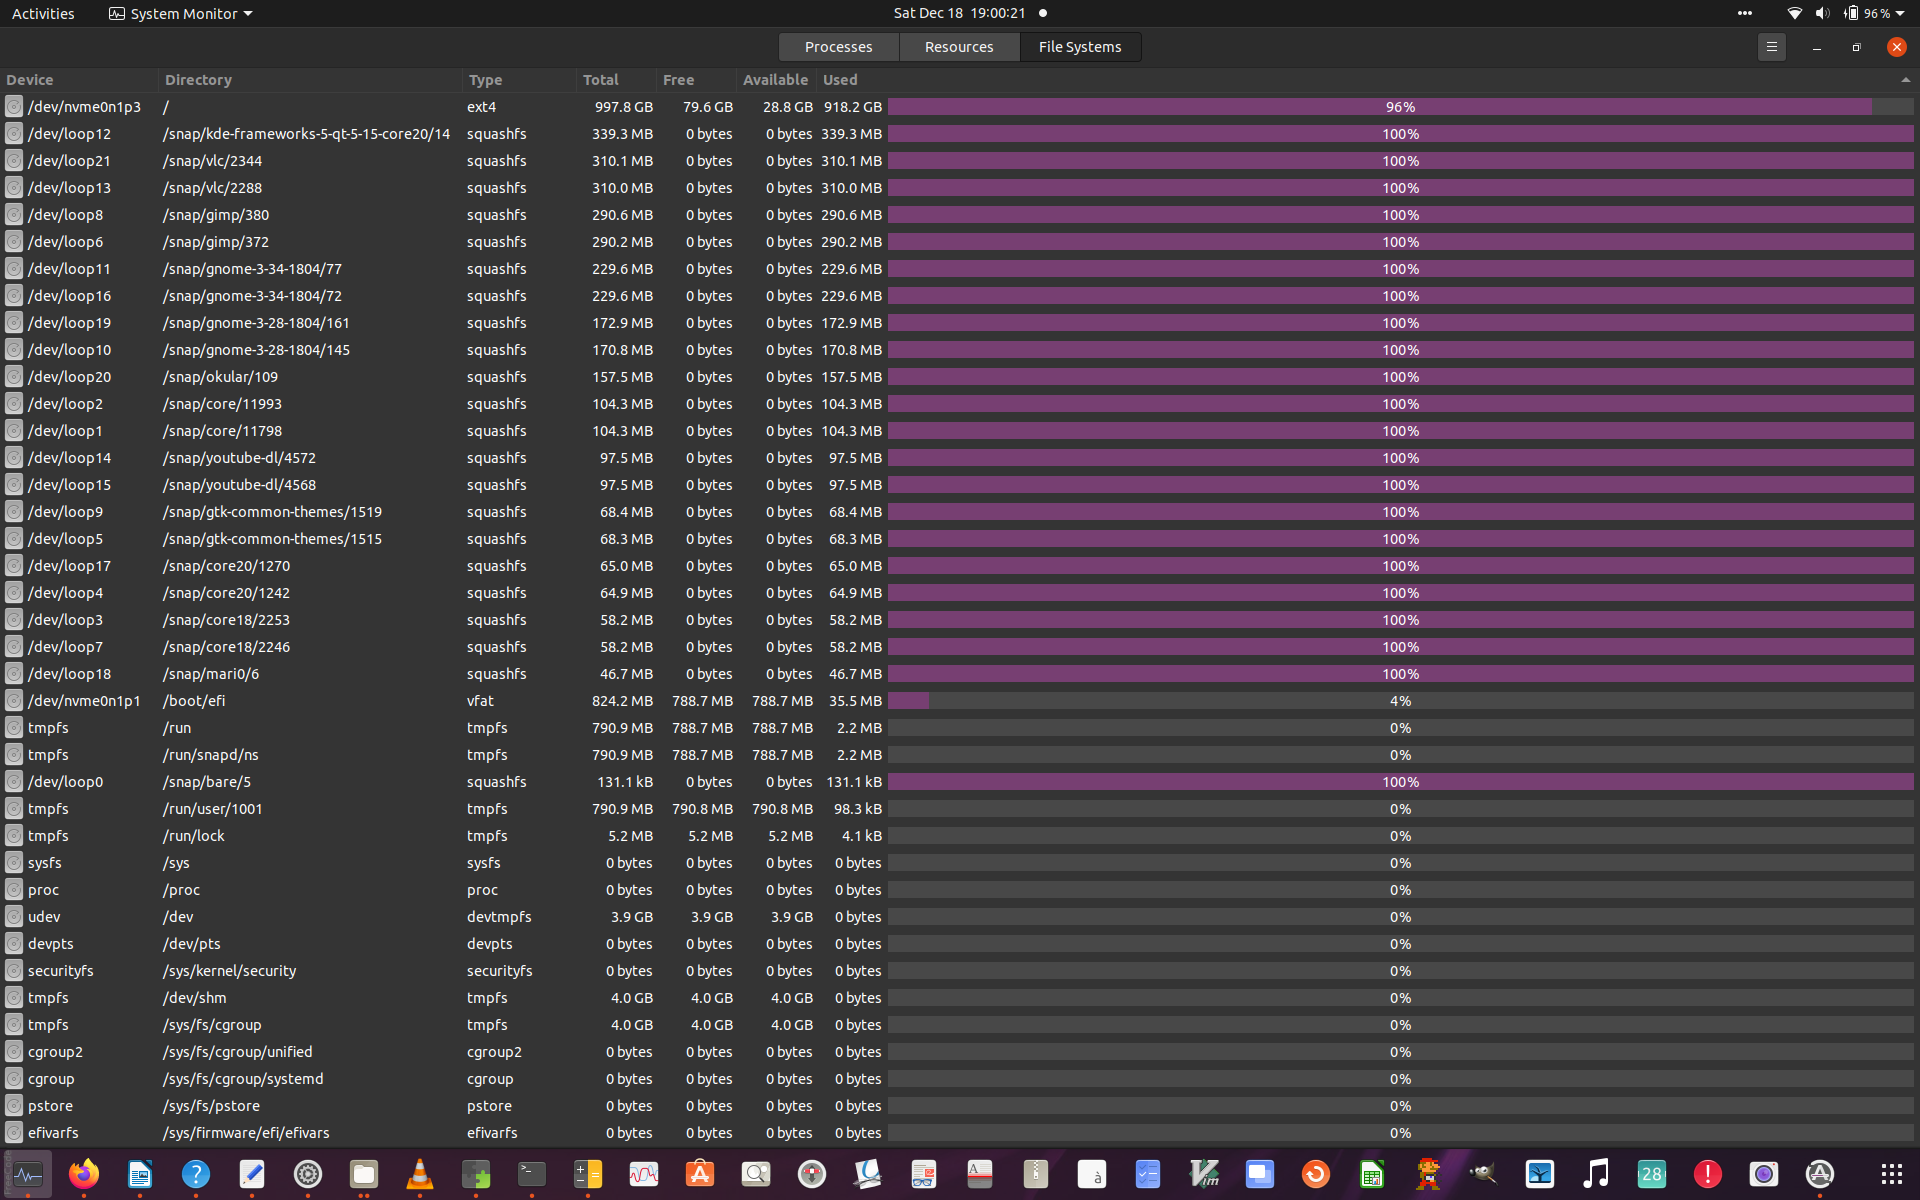 Activities System Monitor Sat Dec 18 19:00:21 96%
Processes Resources File Systems
Device Directory Type Total Free Available Used
/dev/nvme0n1p3 / ext4 997.8 GB 79.6 GB 28.8 GB 918.2 GB 96%
/dev/loop12 /snap/kde-frameworks-5-qt-5-15-core20/14 squashfs 339.3 MB 0 bytes 0 bytes 339.3 MB 100%
/dev/loop21 /snap/vlc/2344 squashfs 310.1 MB 0 bytes 0 bytes 310.1 MB 100%
/dev/loop13 /snap/vlc/2288 squashfs 310.0 MB 0 bytes 0 bytes 310.0 MB 100%
/dev/loop8 /snap/gimp/380 squashfs 290.6 MB 0 bytes 0 bytes 290.6 MB 100%
/dev/loop6 /snap/gimp/372 squashfs 290.2 MB 0 bytes 0 bytes 290.2 MB 100%
/dev/loop11 /snap/gnome-3-34-1804/77 squashfs 229.6 MB 0 bytes 0 bytes 229.6 MB 100%
/dev/loop16 /snap/gnome-3-34-1804/72 squashfs 229.6 MB 0 bytes 0 bytes 229.6 MB 100%
/dev/loop19 /snap/gnome-3-28-1804/161 squashfs 172.9 MB 0 bytes 0 bytes 172.9 MB 100%
/dev/loop10 /snap/gnome-3-28-1804/145 squashfs 170.8 MB 0 bytes 0 bytes 170.8 MB 100%
/dev/loop20 /snap/okular/109 squashfs 157.5 MB 0 bytes 0 bytes 157.5 MB 100%
/dev/loop2 /snap/core/11993 squashfs 104.3 MB 0 bytes 0 bytes 104.3 MB 100%
/dev/loop1 /snap/core/11798 squashfs 104.3 MB 0 bytes 0 bytes 104.3 MB 100%
/dev/loop14 /snap/youtube-dl/4572 squashfs 97.5 MB 0 bytes 0 bytes 97.5 MB 100%
/dev/loop15 /snap/youtube-dl/4568 squashfs 97.5 MB 0 bytes 0 bytes 97.5 MB 100%
/dev/loop9 /snap/gtk-common-themes/1519 squashfs 68.4 MB 0 bytes 0 bytes 68.4 MB 100%
/dev/loop5 /snap/gtk-common-themes/1515 squashfs 68.3 MB 0 bytes 0 bytes 68.3 MB 100%
/dev/loop17 /snap/core20/1270 squashfs 65.0 MB 0 bytes 0 bytes 65.0 MB 100%
/dev/loop4 /snap/core20/1242 squashfs 64.9 MB 0 bytes 0 bytes 64.9 MB 100%
/dev/loop3 /snap/core18/2253 squashfs 58.2 MB 0 bytes 0 bytes 58.2 MB 100%
/dev/loop7 /snap/core18/2246 squashfs 58.2 MB 0 bytes 0 bytes 58.2 MB 100%
/dev/loop18 /snap/mari0/6 squashfs 46.7 MB 0 bytes 0 bytes 46.7 MB 100%
/dev/nvme0n1p1 /boot/efi vfat 824.2 MB 788.7 MB 788.7 MB 35.5 MB 4%
tmpfs /run tmpfs 790.9 MB 788.7 MB 788.7 MB 2.2 MB 0%
tmpfs /run/snapd/ns tmpfs 790.9 MB 788.7 MB 788.7 MB 2.2 MB 0%
/dev/loop0 /snap/bare/5 squashfs 131.1 kB 0 bytes 0 bytes 131.1 kB 100%
tmpfs /run/user/1001 tmpfs 790.9 MB 790.8 MB 790.8 MB 98.3 kB 0%
tmpfs /run/lock tmpfs 5.2 MB 5.2 MB 5.2 MB 4.1 kB 0%
sysfs /sys sysfs 0 bytes 0 bytes 0 bytes 0 bytes 0%
proc /proc proc 0 bytes 0 bytes 0 bytes 0 bytes 0%
udev /dev devtmpfs 3.9 GB 3.9 GB 3.9 GB 0 bytes 0%
devpts /dev/pts devpts 0 bytes 0 bytes 0 bytes 0 bytes 0%
securityfs /sys/kernel/security securityfs 0 bytes 0 bytes 0 bytes 0 bytes 0%
tmpfs /dev/shm tmpfs 4.0 GB 4.0 GB 4.0 GB 0 bytes 0%
tmpfs /sys/fs/cgroup tmpfs 4.0 GB 4.0 GB 4.0 GB 0 bytes 0%
cgroup2 /sys/fs/cgroup/unified cgroup2 0 bytes 0 bytes 0 bytes 0 bytes 0%
cgroup /sys/fs/cgroup/systemd cgroup 0 bytes 0 bytes 0 bytes 0 bytes 0%
pstore /sys/fs/pstore pstore 0 bytes 0 bytes 0 bytes 0 bytes 0%
efivarfs /sys/firmware/efi/efivars efivarfs 0 bytes 0 bytes 0 bytes 0 bytes 0%
à Vim 28